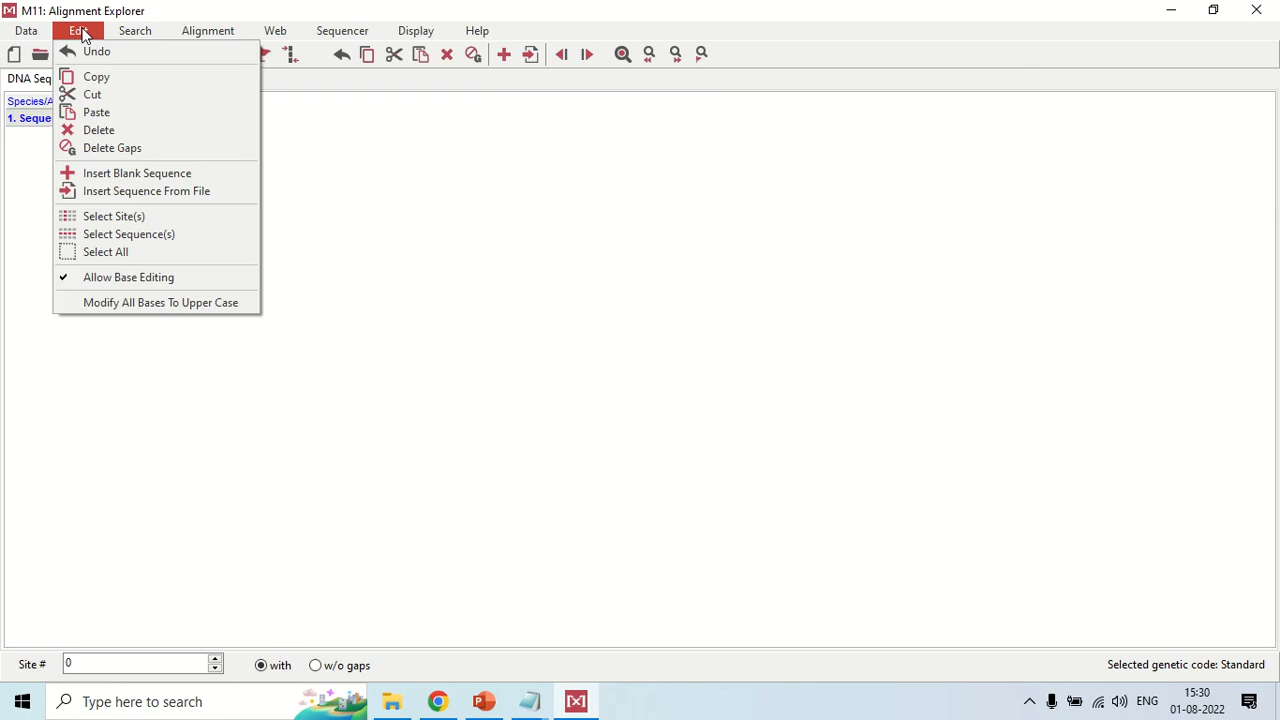 M11: Alignment Explorer
Data Edit Search Alignment Web Sequencer Display Help
Undo
DNA Seq
Copy
Species/A
Cut
1. Seque
Paste
Delete
Delete Gaps
Insert Blank Sequence
Insert Sequence From File
Select Site(s)
Select Sequence(s)
Select All
Allow Base Editing
Modify All Bases To Upper Case
Site # 0 with w/o gaps Selected genetic code: Standard
Type here to search
ENG
15:30
01-08-2022